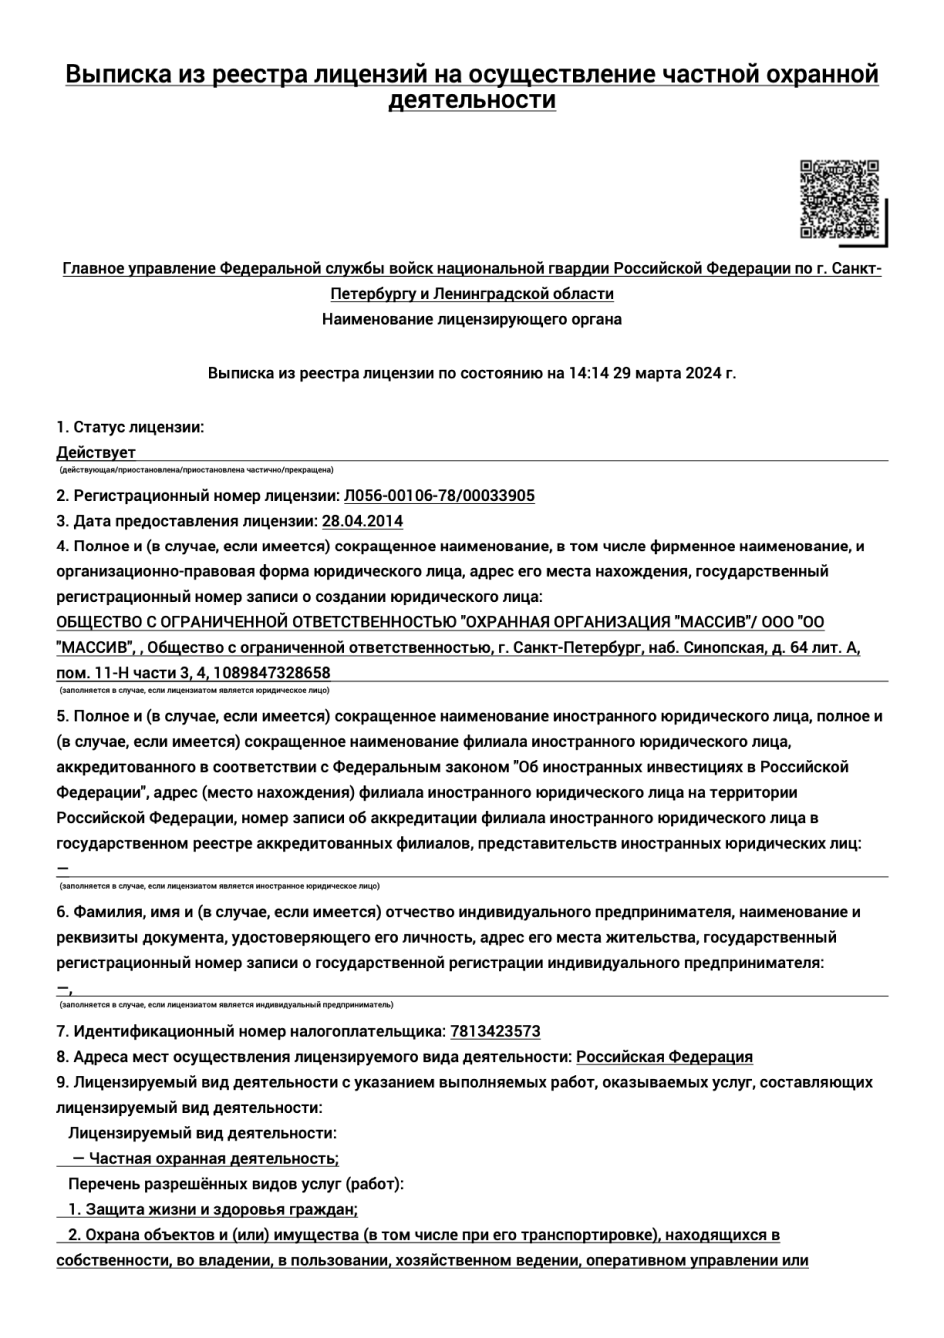 Выписка из реестра лицензий на осуществление частной охранной
деятельности
Главное управление Федеральной службы войск национальной гвардии Российской Федерации по г. Санкт-
Петербургу и Ленинградской области
Наименование лицензирующего органа
Выписка из реестра лицензии по состоянию на 14:14 29 марта 2024 г.
1. Статус лицензии:
Действует
(действующая/приостановлена/приостановлена частично/прекращена)
2. Регистрационный номер лицензии: Л056-00106-78/00033905
3. Дата предоставления лицензии: 28.04.2014
4. Полное и (в случае, если имеется) сокращенное наименование, в том числе фирменное наименование, и
организационно-правовая форма юридического лица, адрес его места нахождения, государственный
регистрационный номер записи о создании юридического лица:
ОБЩЕСТВО С ОГРАНИЧЕННОЙ ОТВЕТСТВЕННОСТЬЮ "ОХРАННАЯ ОРГАНИЗАЦИЯ "МАССИВ"/ ООО "ОО
"МАССИВ", , Общество с ограниченной ответственностью, г. Санкт-Петербург, наб. Синопская, д. 64 лит. А,
пом. 11-Н части 3, 4, 1089847328658
(заполняется в случае, если лицензиатом является юридическое лицо)
5. Полное и (в случае, если имеется) сокращенное наименование иностранного юридического лица, полное и
(в случае, если имеется) сокращенное наименование филиала иностранного юридического лица,
аккредитованного в соответствии с Федеральным законом "Об иностранных инвестициях в Российской
Федерации", адрес (место нахождения) филиала иностранного юридического лица на территории
Российской Федерации, номер записи об аккредитации филиала иностранного юридического лица в
государственном реестре аккредитованных филиалов, представительств иностранных юридических лиц:
—
(заполняется в случае, если лицензиатом является иностранное юридическое лицо)
6. Фамилия, имя и (в случае, если имеется) отчество индивидуального предпринимателя, наименование и
реквизиты документа, удостоверяющего его личность, адрес его места жительства, государственный
регистрационный номер записи о государственной регистрации индивидуального предпринимателя:
—,
(заполняется в случае, если лицензиатом является индивидуальный предприниматель)
7. Идентификационный номер налогоплательщика: 7813423573
8. Адреса мест осуществления лицензируемого вида деятельности: Российская Федерация
9. Лицензируемый вид деятельности с указанием выполняемых работ, оказываемых услуг, составляющих
лицензируемый вид деятельности:
Лицензируемый вид деятельности:
— Частная охранная деятельность;
Перечень разрешённых видов услуг (работ):
1. Защита жизни и здоровья граждан;
2. Охрана объектов и (или) имущества (в том числе при его транспортировке), находящихся в
собственности, во владении, в пользовании, хозяйственном ведении, оперативном управлении или